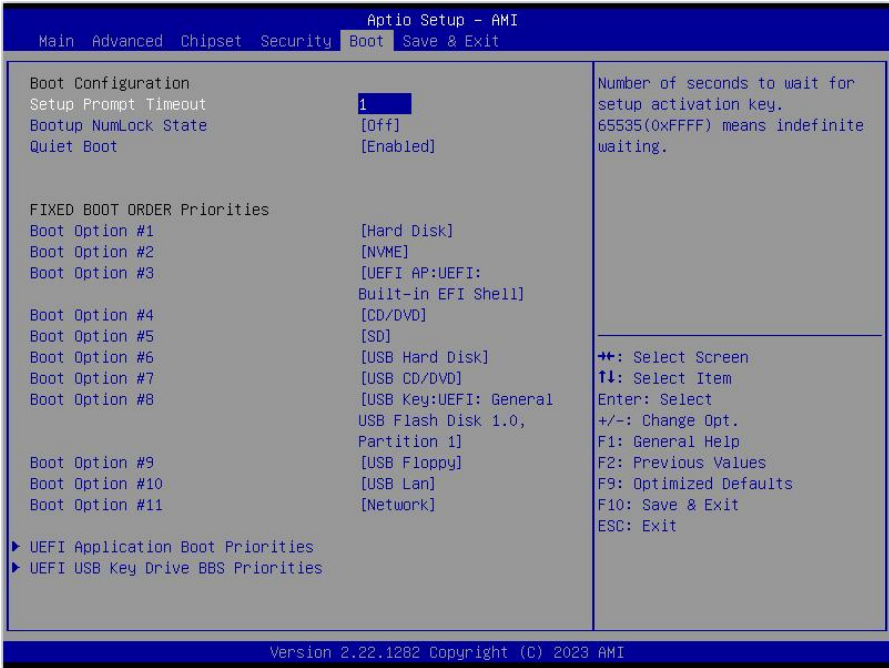 Aptio Setup – AMI
Main Advanced Chipset Security Boot Save & Exit
Boot Configuration
Setup Prompt Timeout 1
Bootup NumLock State [Off]
Quiet Boot [Enabled]
FIXED BOOT ORDER Priorities
Boot Option #1 [Hard Disk]
Boot Option #2 [NVME]
Boot Option #3 [UEFI AP:UEFI:
Built-in EFI Shell]
Boot Option #4 [CD/DVD]
Boot Option #5 [SD]
Boot Option #6 [USB Hard Disk]
Boot Option #7 [USB CD/DVD]
Boot Option #8 [USB Key:UEFI: General
USB Flash Disk 1.0,
Partition 1]
Boot Option #9 [USB Floppy]
Boot Option #10 [USB Lan]
Boot Option #11 [Network]
UEFI Application Boot Priorities
UEFI USB Key Drive BBS Priorities
Number of seconds to wait for
setup activation key.
65535(0xFFFF) means indefinite
waiting.
→←: Select Screen
↑↓: Select Item
Enter: Select
+/-: Change Opt.
F1: General Help
F2: Previous Values
F9: Optimized Defaults
F10: Save & Exit
ESC: Exit
Version 2.22.1282 Copyright (C) 2023 AMI